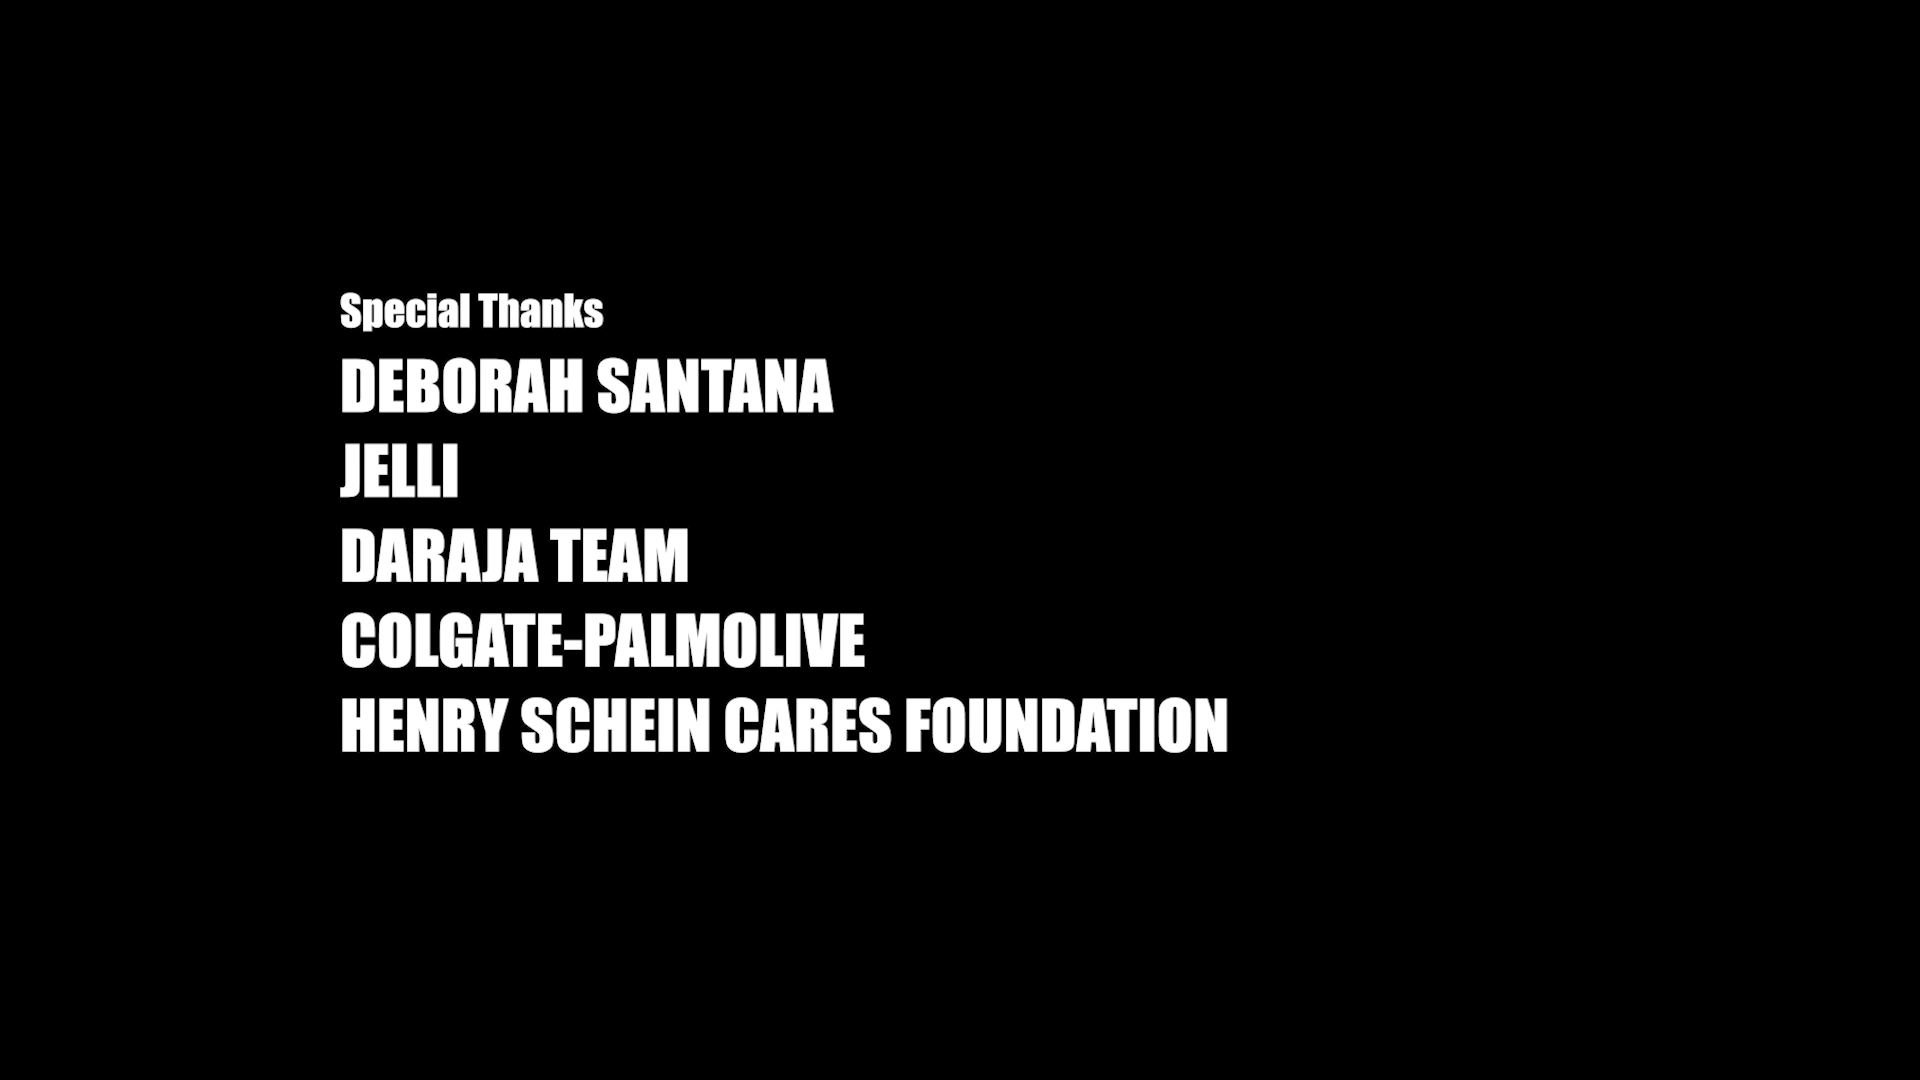 Special Thanks
DEBORAH SANTANA
JELLI
DARAJA TEAM
COLGATE-PALMOLIVE
HENRY SCHEIN CARES FOUNDATION